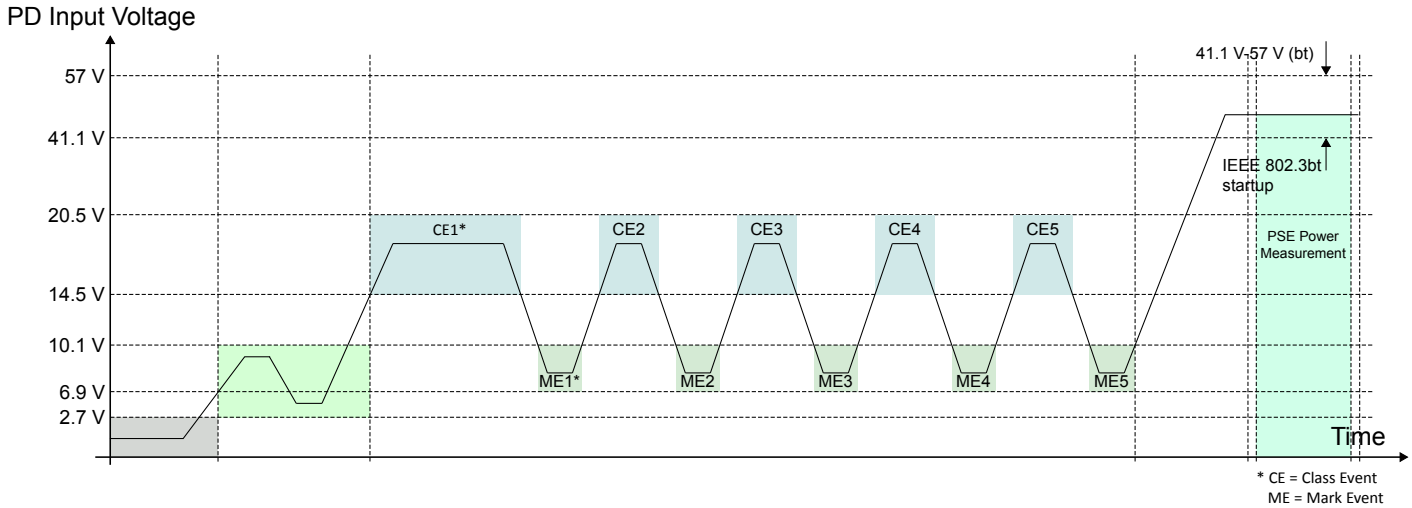 PD Input Voltage
41.1 V-57 V (bt)
57 V
41.1 V
IEEE 802.3bt
startup
20.5 V
CE1*
CE2
CE3
CE4
CE5
PSE Power
Measurement
14.5 V
10.1 V
ME1*
ME2
ME3
ME4
ME5
6.9 V
2.7 V
Time
* CE = Class Event
ME = Mark Event